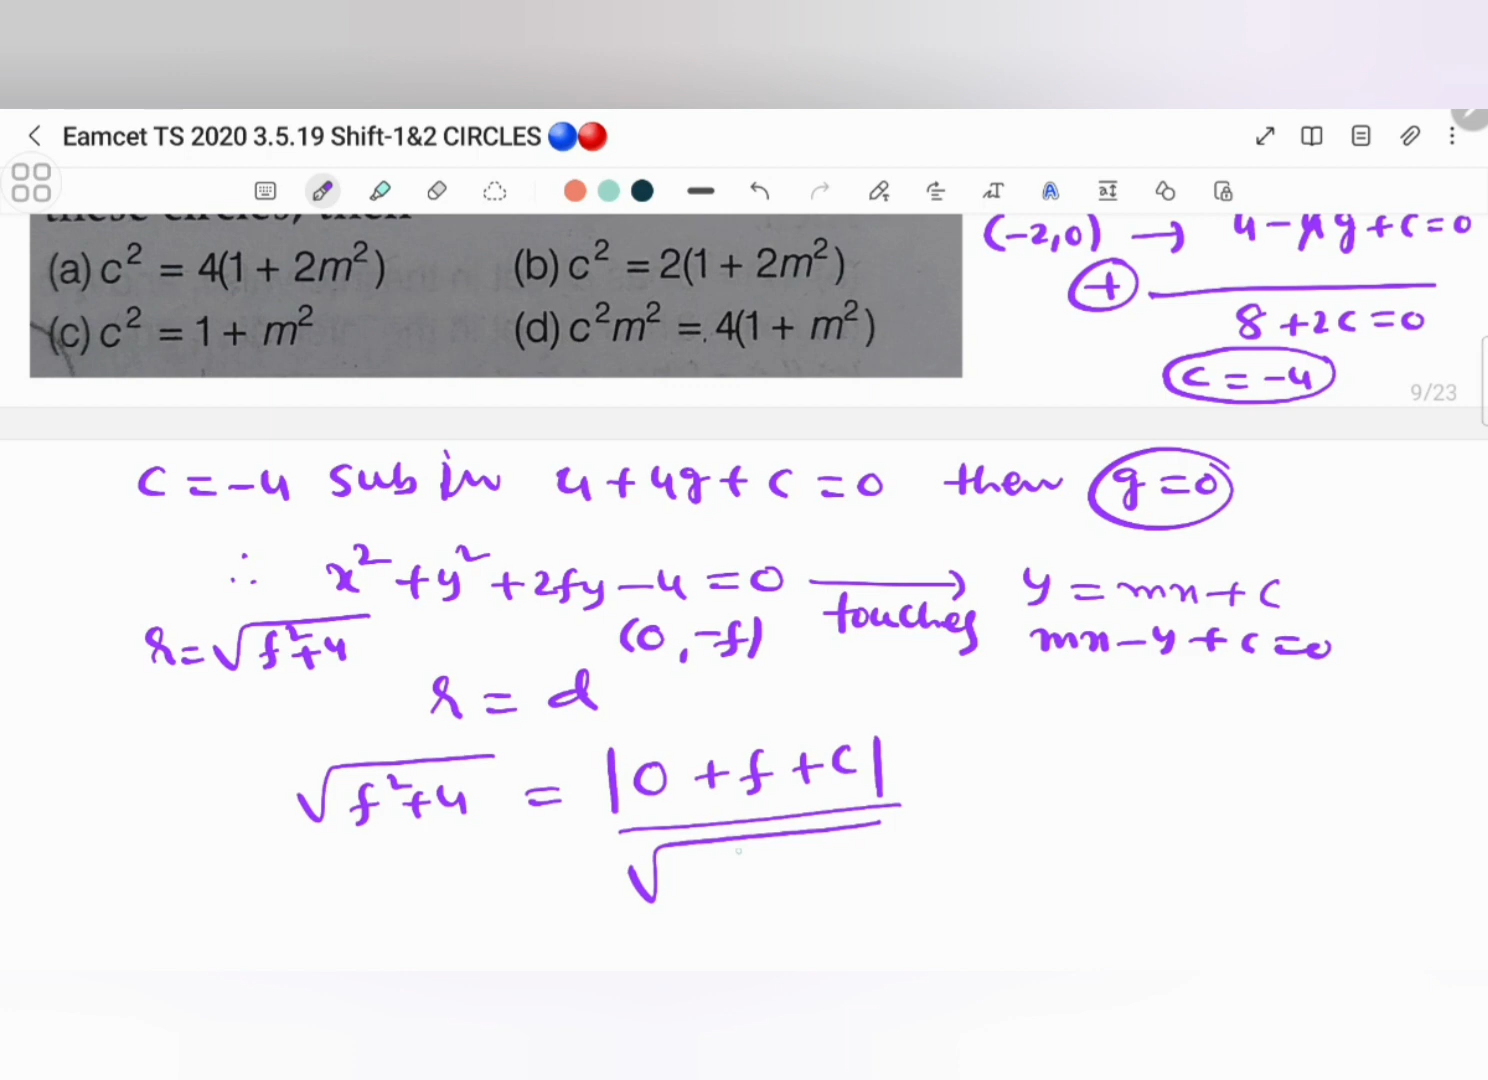 Eamcet TS 2020 3.5.19 Shift-1&2 CIRCLES
these circles, then
(a) c² = 4(1 + 2m²)
(b) c² = 2(1 + 2m²)
(c) c² = 1 + m²
(d) c²m² = 4(1 + m²)
(-2,0) → 4-4g+c=0
+
8+2c=0
c=-4
9/23
c=-4 sub in 4+4g+c=0 then g=0
∴ x²+y²+2fy-4=0 → touches y=mx+c
r=√f²+4 (0,-f) mx-y+c=0
r = d
√f²+4 = |0+f+c|
√